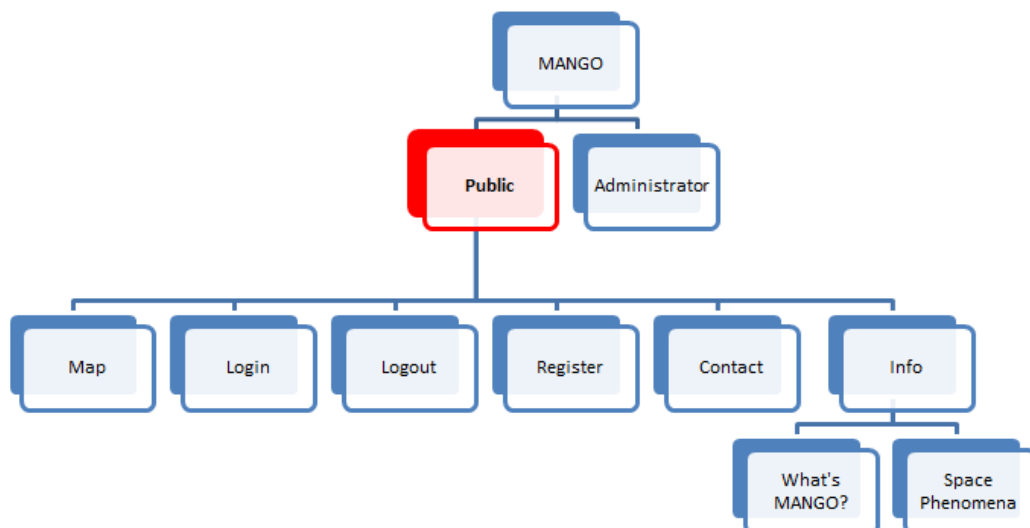 MANGO
Public
Administrator
Map
Login
Logout
Register
Contact
Info
What's
MANGO?
Space
Phenomena